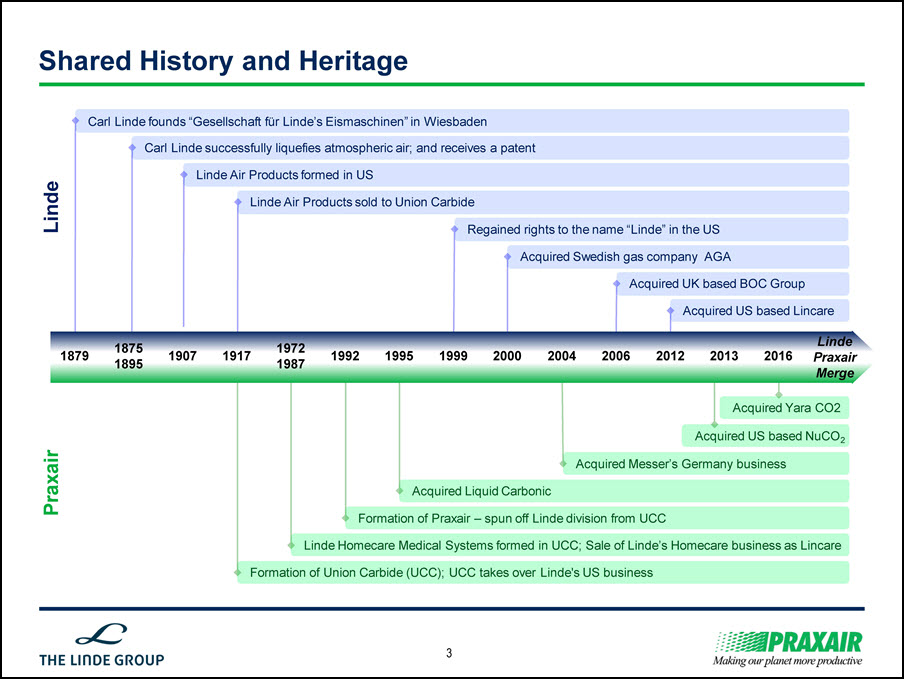 Shared History and Heritage
Linde
Carl Linde founds “Gesellschaft für Linde’s Eismaschinen” in Wiesbaden
Carl Linde successfully liquefies atmospheric air; and receives a patent
Linde Air Products formed in US
Linde Air Products sold to Union Carbide
Regained rights to the name “Linde” in the US
Acquired Swedish gas company AGA
Acquired UK based BOC Group
Acquired US based Lincare
1879
1875
1895
1907
1917
1972
1987
1992
1995
1999
2000
2004
2006
2012
2013
2016
Linde
Praxair
Merge
Praxair
Acquired Yara CO2
Acquired US based NuCO₂
Acquired Messer’s Germany business
Acquired Liquid Carbonic
Formation of Praxair – spun off Linde division from UCC
Linde Homecare Medical Systems formed in UCC; Sale of Linde’s Homecare business as Lincare
Formation of Union Carbide (UCC); UCC takes over Linde's US business
THE LINDE GROUP
3
PRAXAIR
Making our planet more productive